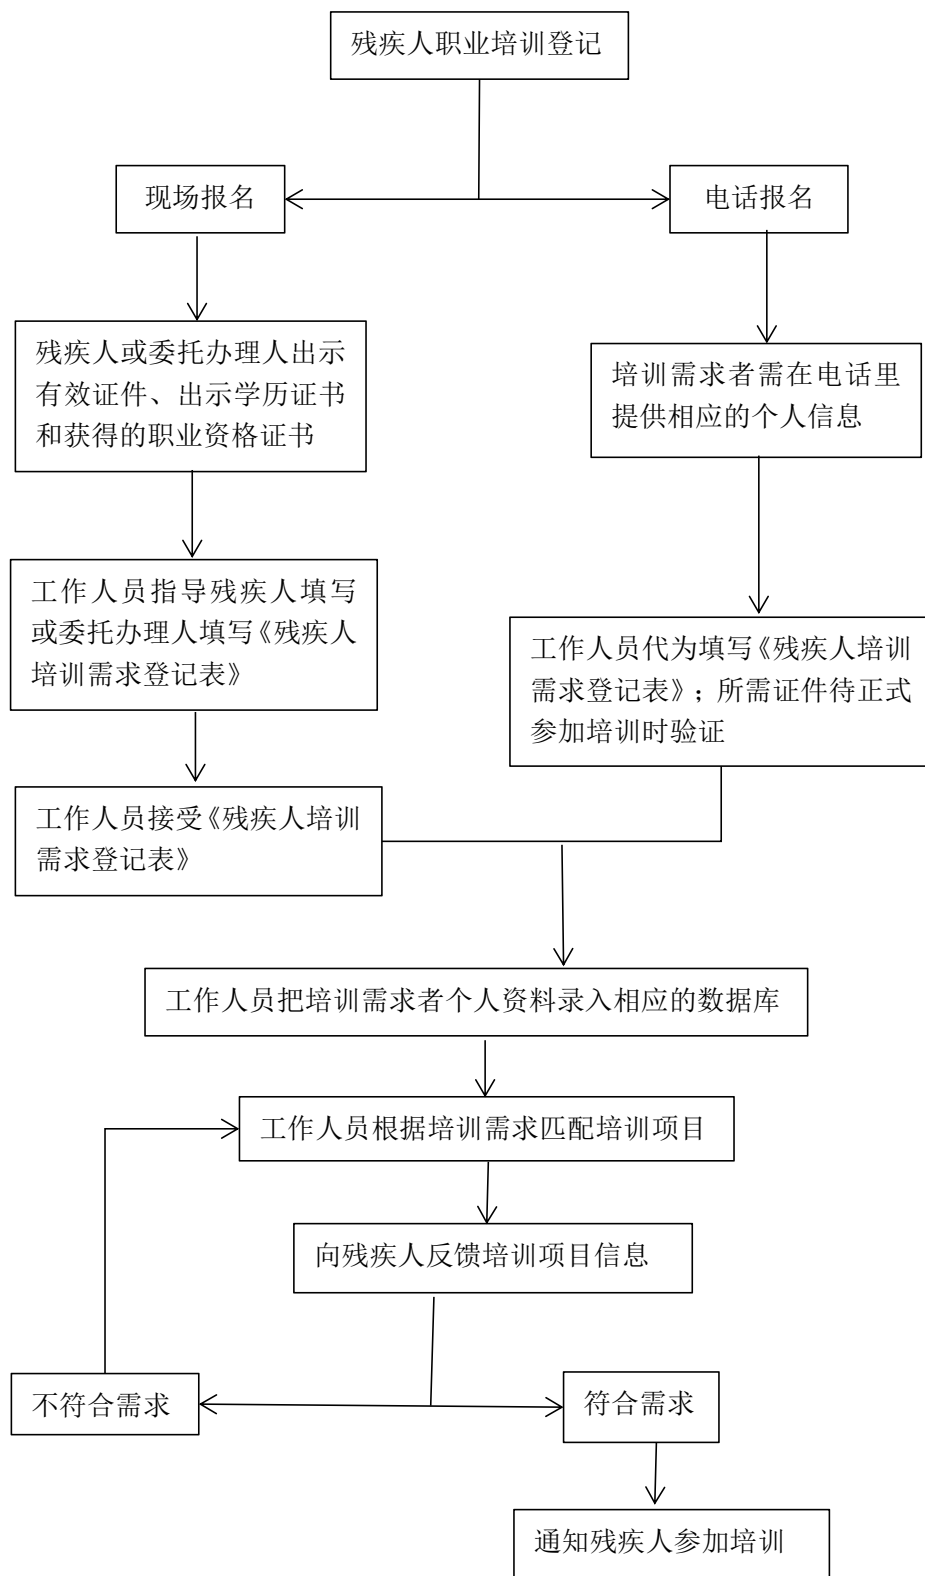 残疾人职业培训登记
现场报名
电话报名
残疾人或委托办理人出示
有效证件、出示学历证书
和获得的职业资格证书
培训需求者需在电话里
提供相应的个人信息
工作人员指导残疾人填写
或委托办理人填写《残疾人
培训需求登记表》
工作人员代为填写《残疾人培训
需求登记表》；所需证件待正式
参加培训时验证
工作人员接受《残疾人培训
需求登记表》
工作人员把培训需求者个人资料录入相应的数据库
工作人员根据培训需求匹配培训项目
向残疾人反馈培训项目信息
不符合需求
符合需求
通知残疾人参加培训